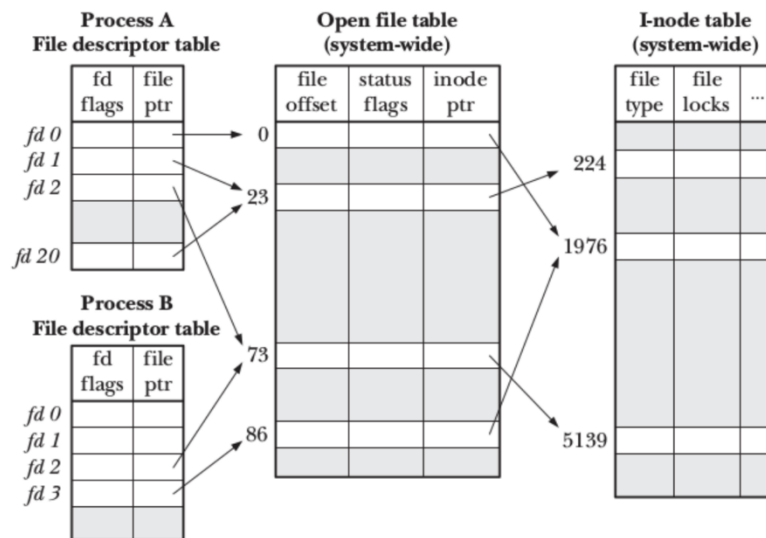 Process A
File descriptor table
fd flags
file ptr
fd 0
fd 1
fd 2
fd 20
Process B
File descriptor table
fd flags
file ptr
fd 0
fd 1
fd 2
fd 3
Open file table
(system-wide)
file offset
status flags
inode ptr
0
23
73
86
I-node table
(system-wide)
file type
file locks
...
224
1976
5139